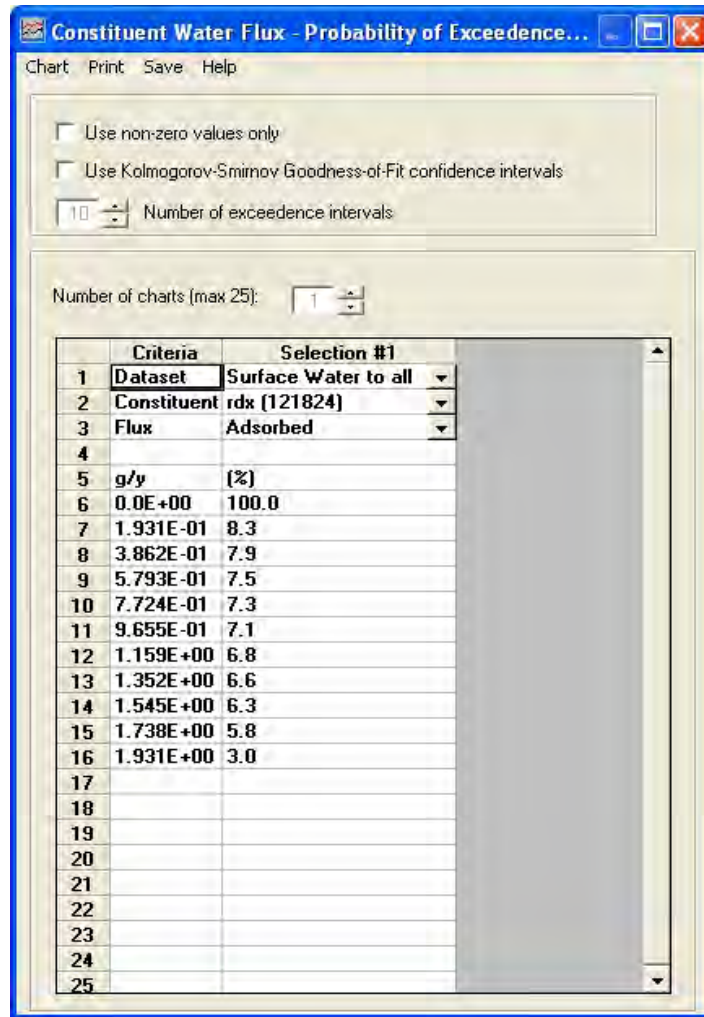 Constituent Water Flux - Probability of Exceedence...
Chart Print Save Help
Use non-zero values only
Use Kolmogorov-Smirnov Goodness-of-Fit confidence intervals
10 Number of exceedence intervals
Number of charts (max 25): 1
Criteria Selection #1
1 Dataset Surface Water to all
2 Constituent rdx (121824)
3 Flux Adsorbed
4
5 g/y (%)
6 0.0E+00 100.0
7 1.931E-01 8.3
8 3.862E-01 7.9
9 5.793E-01 7.5
10 7.724E-01 7.3
11 9.655E-01 7.1
12 1.159E+00 6.8
13 1.352E+00 6.6
14 1.545E+00 6.3
15 1.738E+00 5.8
16 1.931E+00 3.0
17
18
19
20
21
22
23
24
25